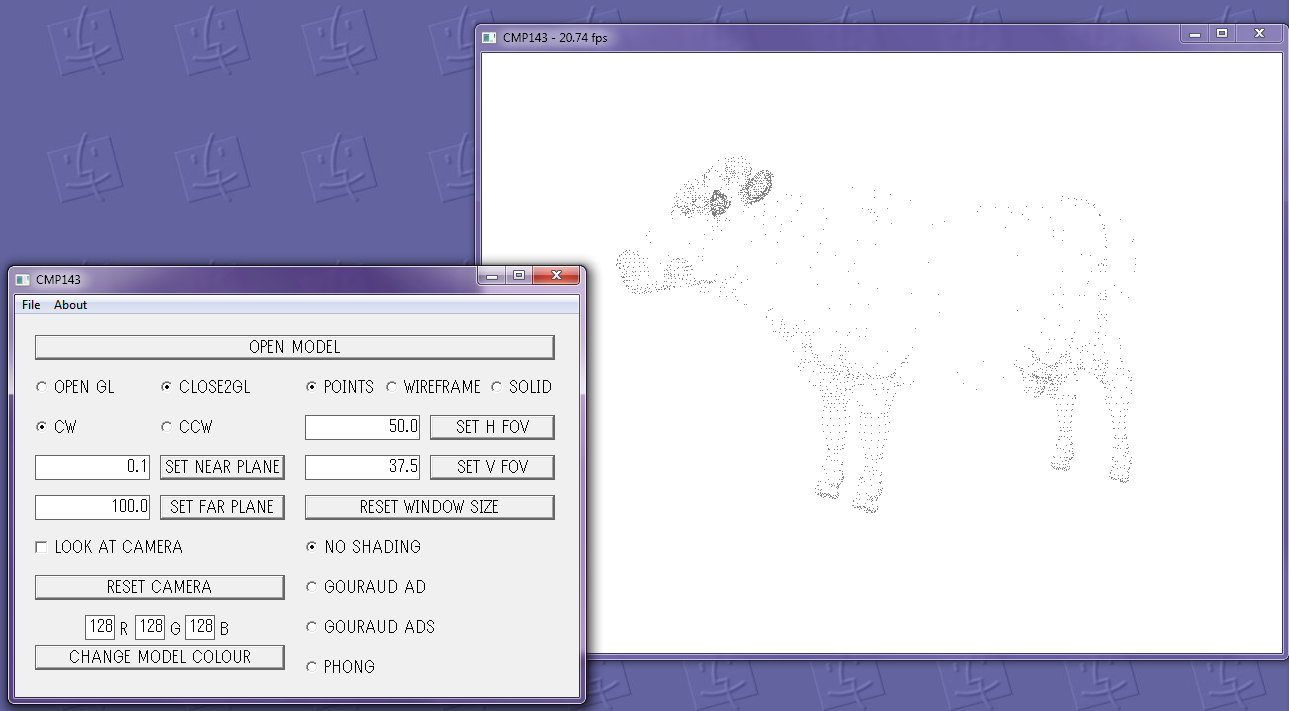 CMP143 - 20.74 fps
CMP143
File About
OPEN MODEL
OPEN GL CLOSE2GL POINTS WIREFRAME SOLID
CW CCW 50.0 SET H FOV
0.1 SET NEAR PLANE 37.5 SET V FOV
100.0 SET FAR PLANE RESET WINDOW SIZE
LOOK AT CAMERA NO SHADING
RESET CAMERA GOURAUD AD
128 R 128 G 128 B GOURAUD ADS
CHANGE MODEL COLOUR PHONG